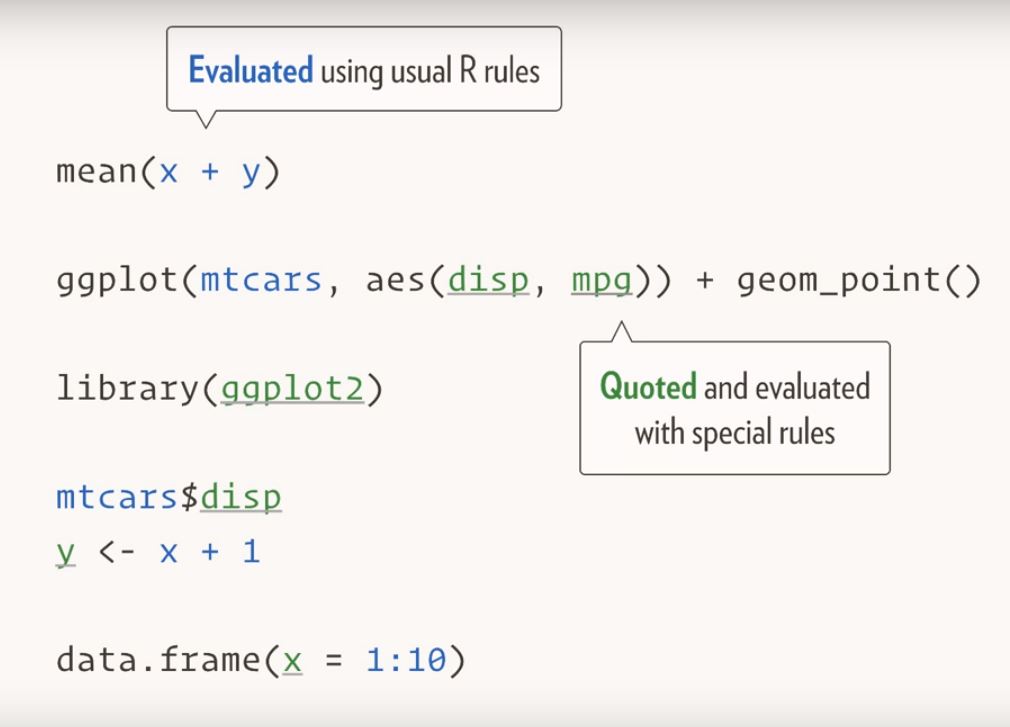 Evaluated using usual R rules
mean(x + y)
ggplot(mtcars, aes(disp, mpg)) + geom_point()
library(ggplot2)
Quoted and evaluated
with special rules
mtcars$disp
y <- x + 1
data.frame(x = 1:10)